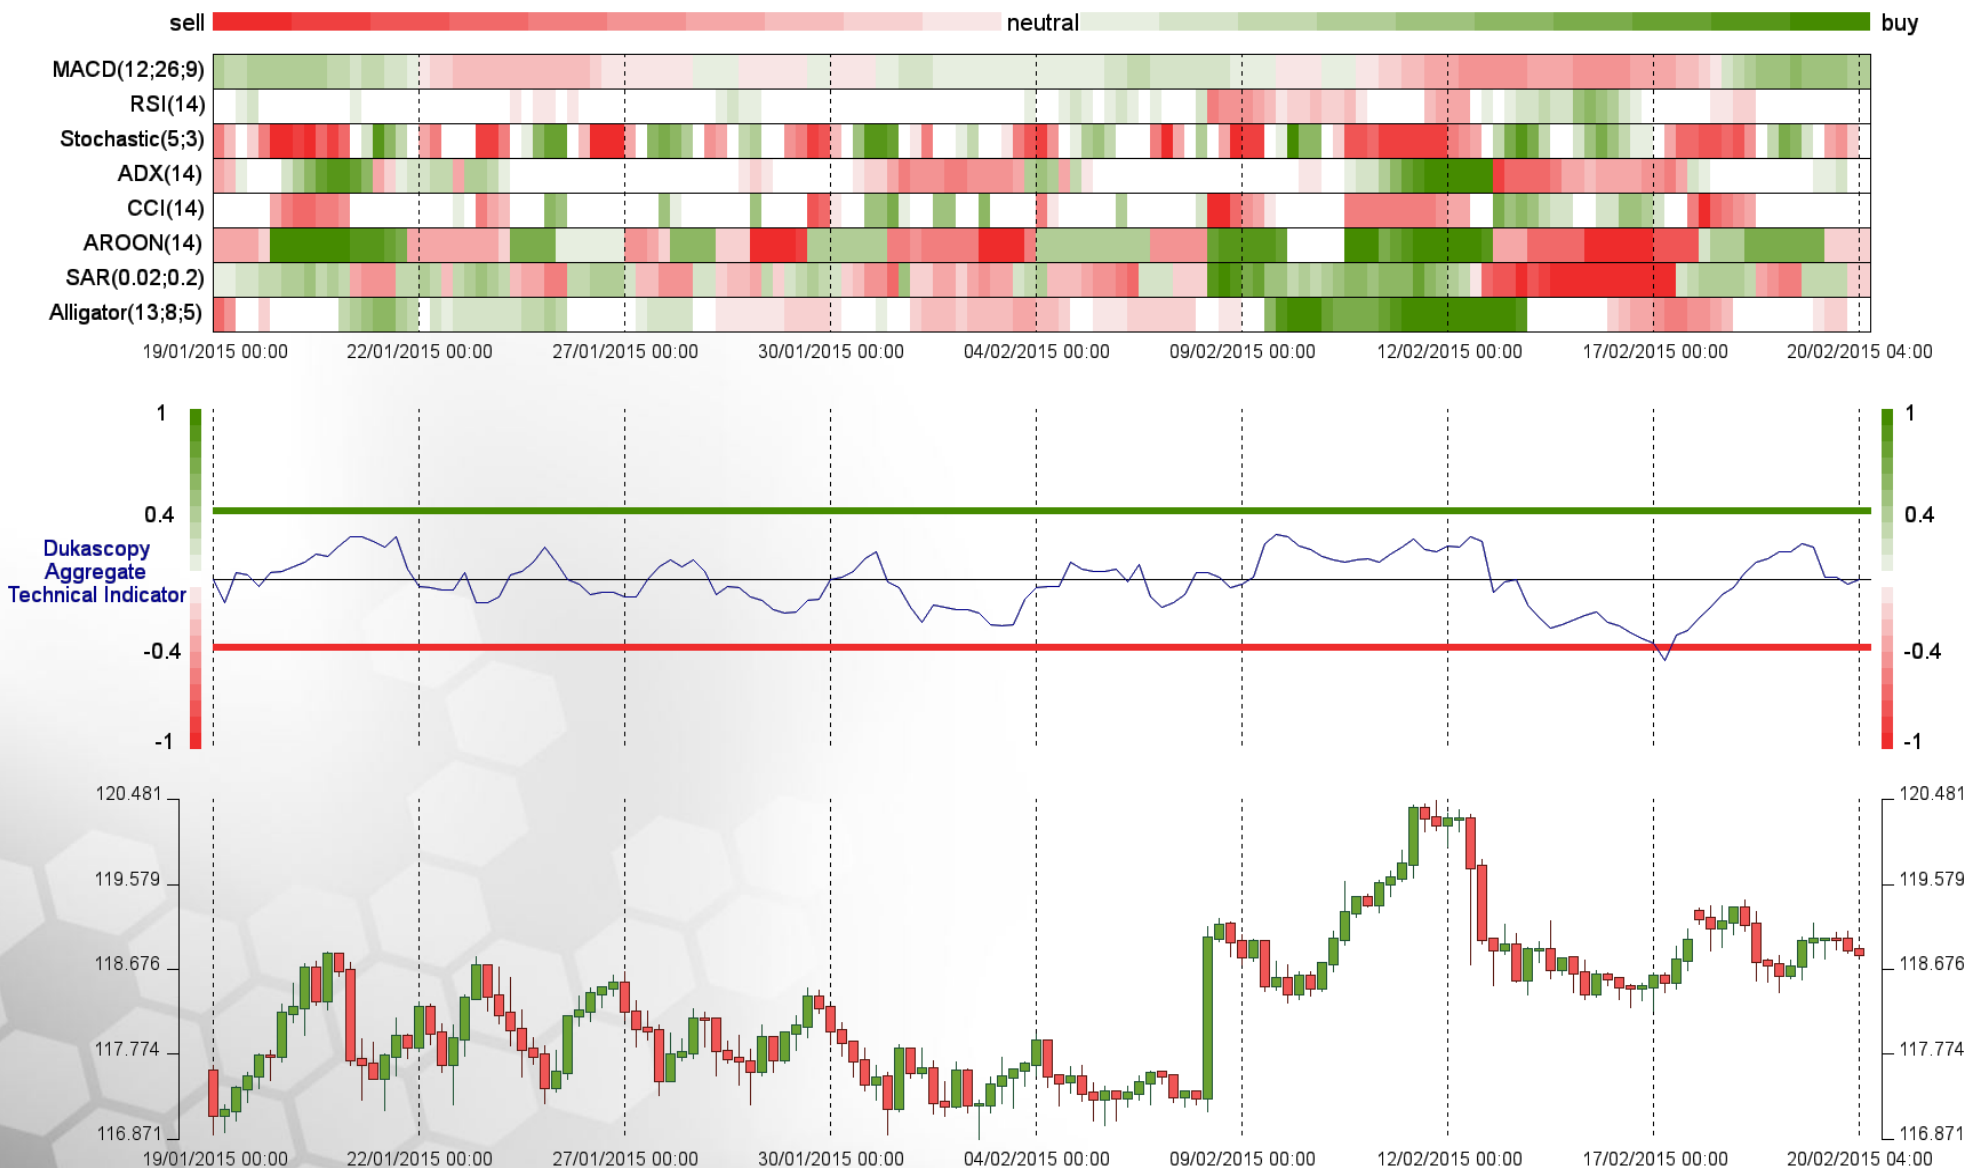 sell neutral buy
MACD(12;26;9)
RSI(14)
Stochastic(5;3)
ADX(14)
CCI(14)
AROON(14)
SAR(0.02;0.2)
Alligator(13;8;5)
19/01/2015 00:00 22/01/2015 00:00 27/01/2015 00:00 30/01/2015 00:00 04/02/2015 00:00 09/02/2015 00:00 12/02/2015 00:00 17/02/2015 00:00 20/02/2015 04:00
1 1
0.4 0.4
Dukascopy
Aggregate
Technical Indicator
-0.4 -0.4
-1 -1
120.481 120.481
119.579 119.579
118.676 118.676
117.774 117.774
116.871 116.871
19/01/2015 00:00 22/01/2015 00:00 27/01/2015 00:00 30/01/2015 00:00 04/02/2015 00:00 09/02/2015 00:00 12/02/2015 00:00 17/02/2015 00:00 20/02/2015 04:00